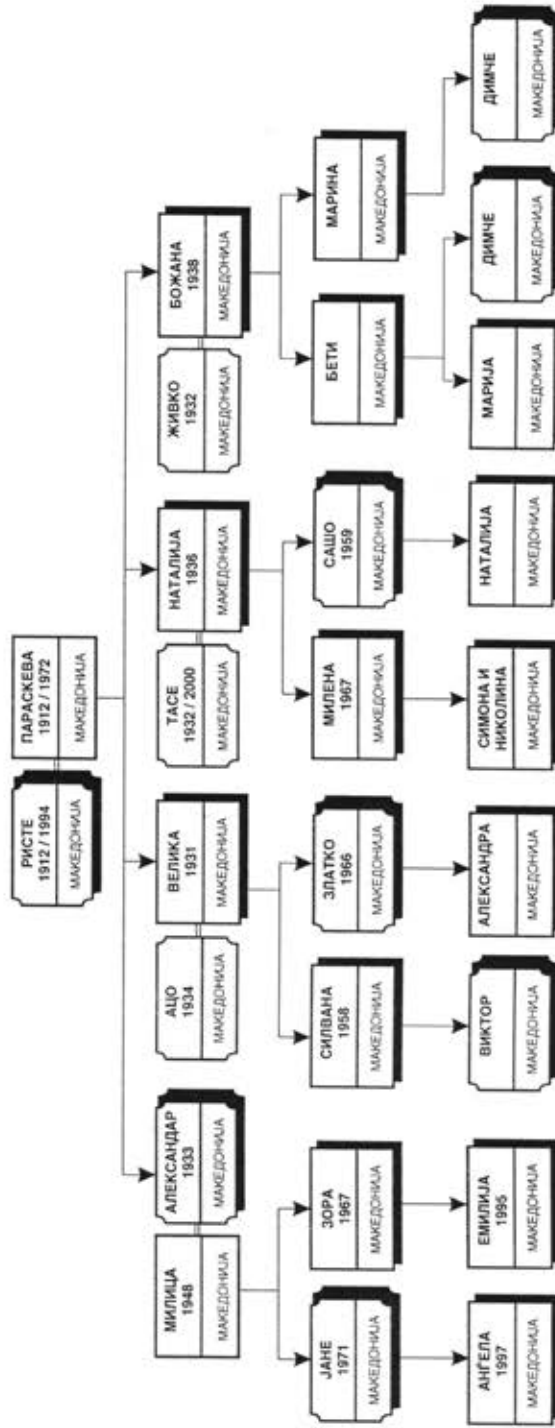 РИСТЕ
1912 / 1994
МАКЕДОНИЈА
ПАРАСКЕВА
1912 / 1972
МАКЕДОНИЈА
МИЛИЦА
1948
МАКЕДОНИЈА
АЛЕКСАНДАР
1933
МАКЕДОНИЈА
АЦО
1934
МАКЕДОНИЈА
ВЕЛИКА
1931
МАКЕДОНИЈА
ТАСЕ
1932 / 2000
МАКЕДОНИЈА
НАТАЛИЈА
1936
МАКЕДОНИЈА
ЖИВКО
1932
МАКЕДОНИЈА
БОЖАНА
1938
МАКЕДОНИЈА
ЈАНЕ
1971
МАКЕДОНИЈА
ЗОРА
1967
МАКЕДОНИЈА
СИЛВАНА
1958
МАКЕДОНИЈА
ЗЛАТКО
1966
МАКЕДОНИЈА
МИЛЕНА
1967
МАКЕДОНИЈА
САШО
1959
МАКЕДОНИЈА
БЕТИ
МАКЕДОНИЈА
МАРИНА
МАКЕДОНИЈА
АНЃЕЛА
1997
МАКЕДОНИЈА
ЕМИЛИЈА
1995
МАКЕДОНИЈА
ВИКТОР
МАКЕДОНИЈА
АЛЕКСАНДРА
МАКЕДОНИЈА
СИМОНА И
НИКОЛИНА
МАКЕДОНИЈА
НАТАЛИЈА
МАКЕДОНИЈА
МАРИЈА
МАКЕДОНИЈА
ДИМЧЕ
МАКЕДОНИЈА
ДИМЧЕ
МАКЕДОНИЈА